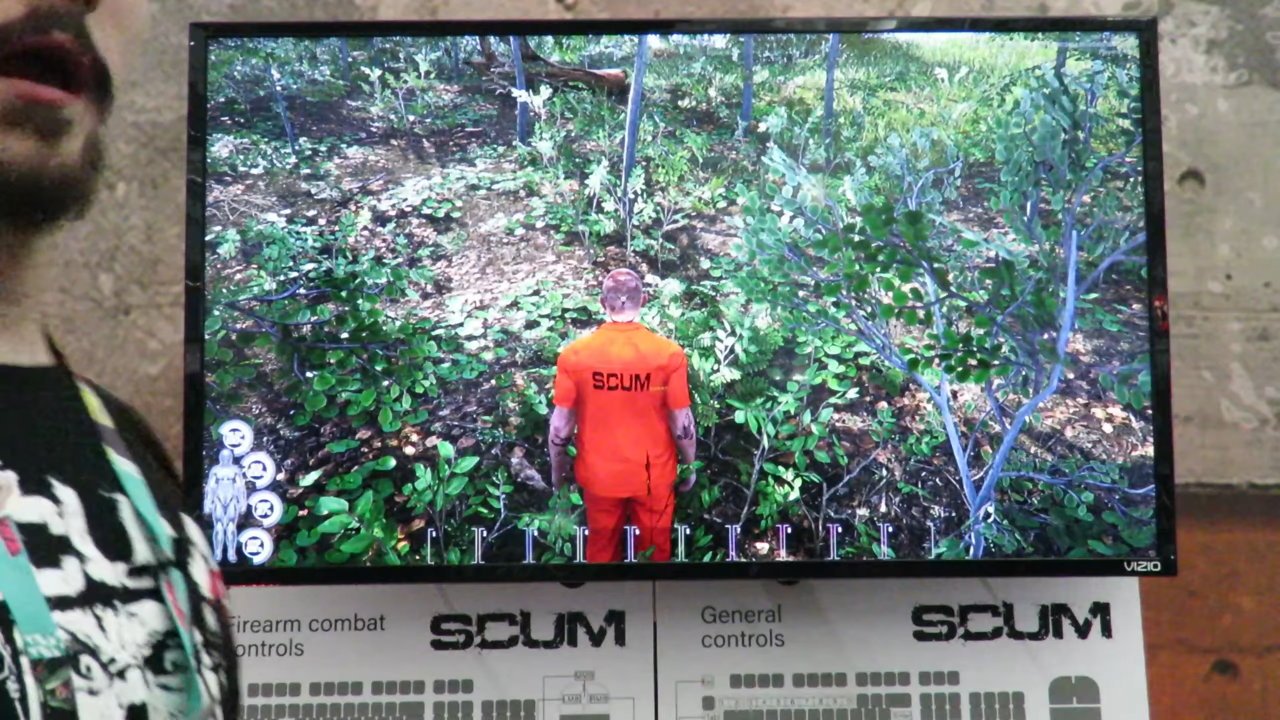 SCUM
VIZIO
Firearm combat
controls
SCUM
General
controls
SCUM